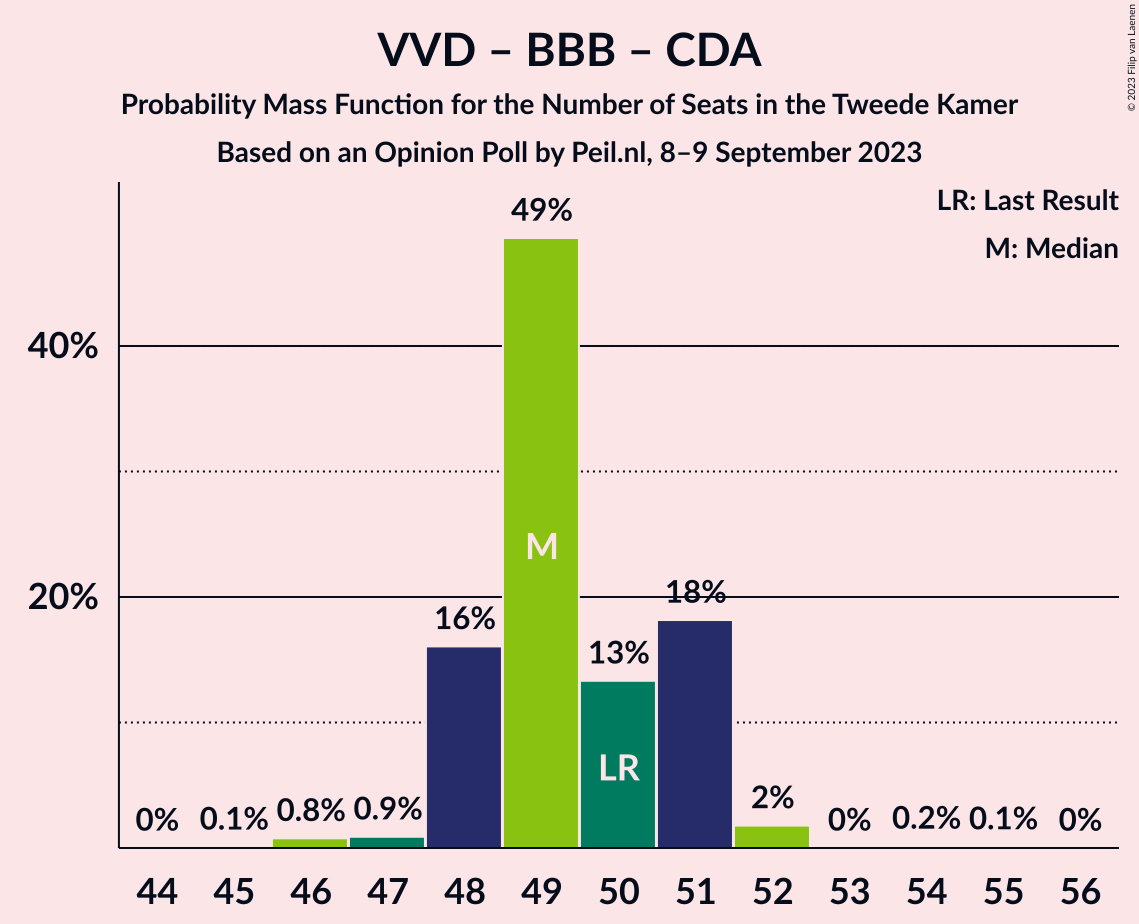 VVD – BBB – CDA
Probability Mass Function for the Number of Seats in the Tweede Kamer
Based on an Opinion Poll by Peil.nl, 8–9 September 2023
© 2023 Filip van Laenen
LR: Last Result
M: Median
40%
20%
0%
0.1%
0.8%
0.9%
16%
49%
13%
18%
2%
0%
0.2%
0.1%
0%
M
LR
44 45 46 47 48 49 50 51 52 53 54 55 56